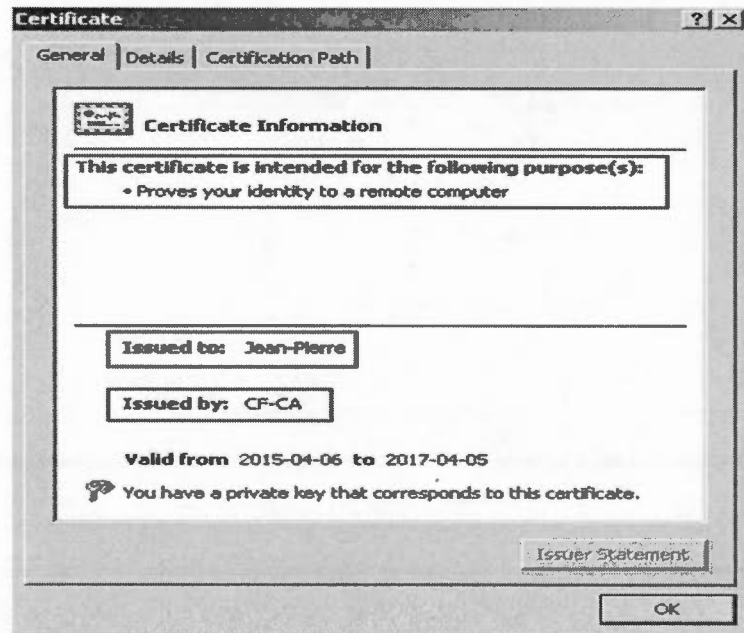 Certificate
General Details Certification Path
Certificate Information
This certificate is intended for the following purpose(s):
• Proves your identity to a remote computer
Issued to: Jean-Pierre
Issued by: CF-CA
Valid from 2015-04-06 to 2017-04-05
You have a private key that corresponds to this certificate.
Issuer Statement
OK